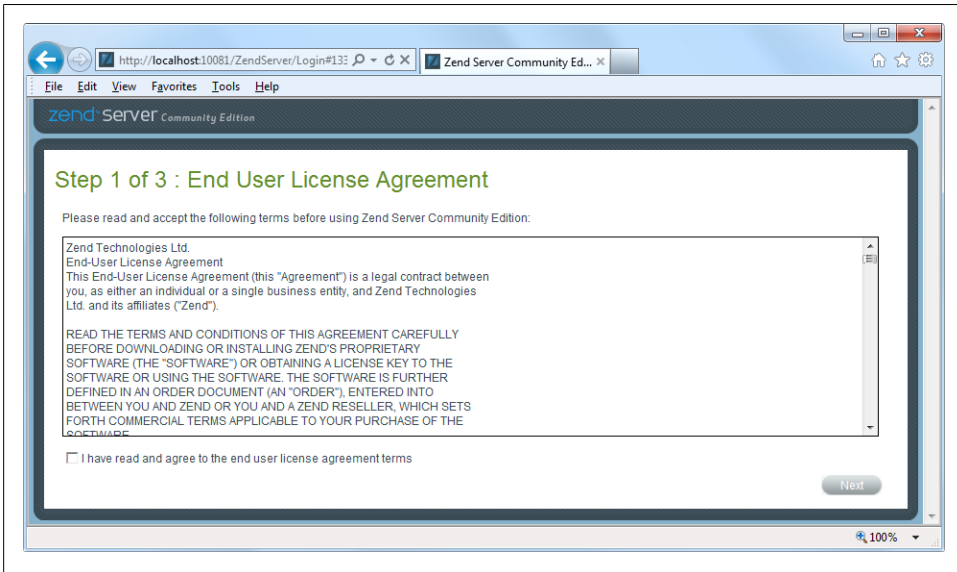 http://localhost:10081/ZendServer/Login#133
Zend Server Community Ed...
File Edit View Favorites Tools Help
zend server Community Edition
Step 1 of 3 : End User License Agreement
Please read and accept the following terms before using Zend Server Community Edition:
Zend Technologies Ltd.
End-User License Agreement
This End-User License Agreement (this "Agreement") is a legal contract between
you, as either an individual or a single business entity, and Zend Technologies
Ltd. and its affiliates ("Zend").
READ THE TERMS AND CONDITIONS OF THIS AGREEMENT CAREFULLY
BEFORE DOWNLOADING OR INSTALLING ZEND'S PROPRIETARY
SOFTWARE (THE "SOFTWARE") OR OBTAINING A LICENSE KEY TO THE
SOFTWARE OR USING THE SOFTWARE. THE SOFTWARE IS FURTHER
DEFINED IN AN ORDER DOCUMENT (AN "ORDER"), ENTERED INTO
BETWEEN YOU AND ZEND OR YOU AND A ZEND RESELLER, WHICH SETS
FORTH COMMERCIAL TERMS APPLICABLE TO YOUR PURCHASE OF THE
SOFTWARE
I have read and agree to the end user license agreement terms
Next
100%